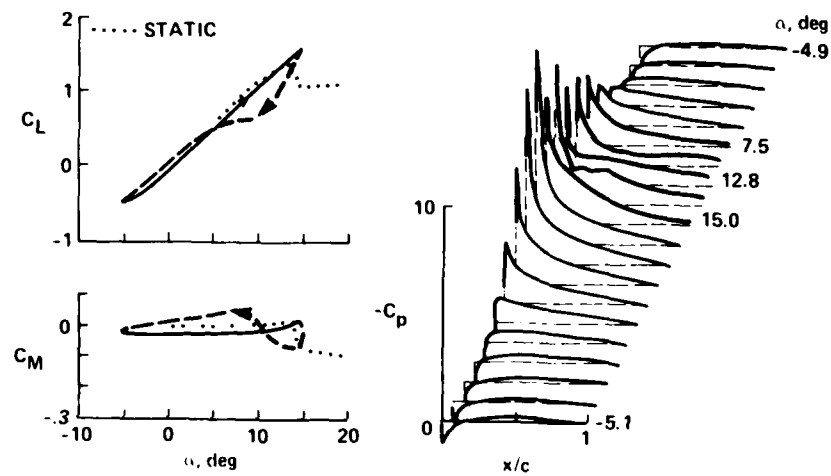 2
STATIC
1
C_L
0
-1
0
C_M
-.3
-10
0
10
20
α, deg
α, deg
-4.9
7.5
12.8
15.0
10
-C_p
0
-5.1
1
x/c